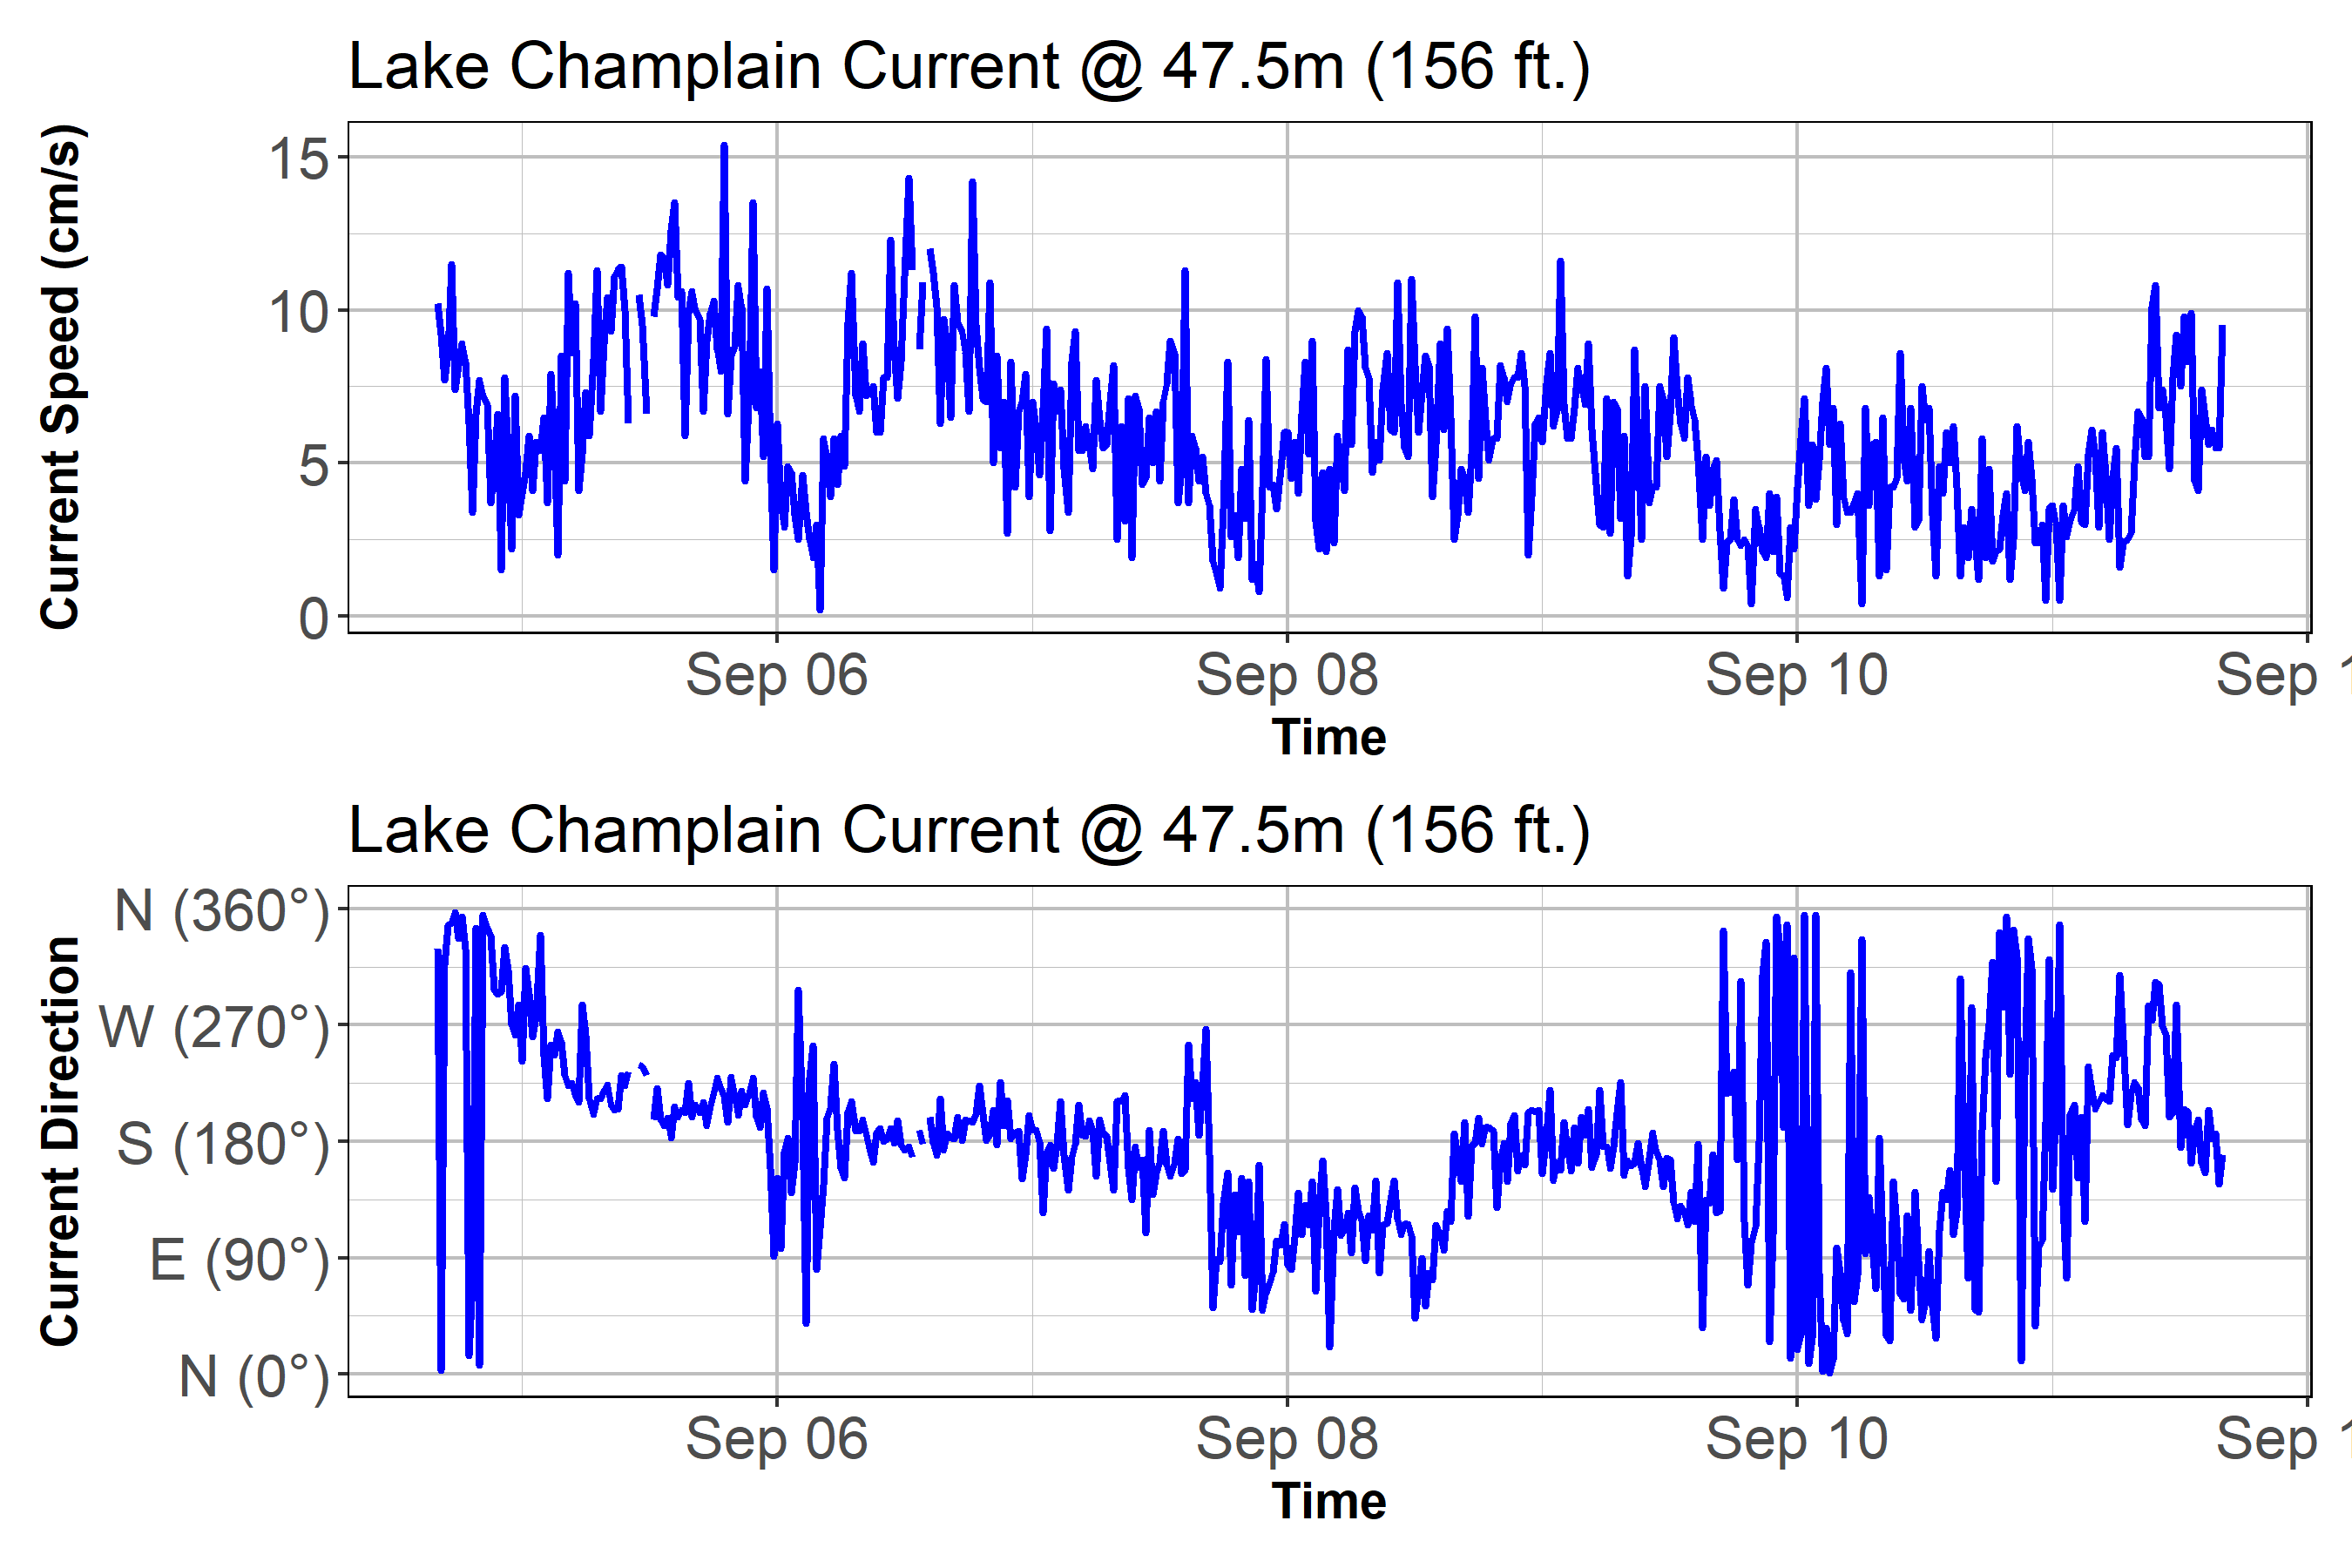 Lake Champlain Current @ 47.5m (156 ft.)
Current Speed (cm/s)
15
10
5
0
Sep 06 Sep 08 Sep 10 Sep 1
Time
Lake Champlain Current @ 47.5m (156 ft.)
Current Direction
N (360°)
W (270°)
S (180°)
E (90°)
N (0°)
Sep 06 Sep 08 Sep 10 Sep 1
Time